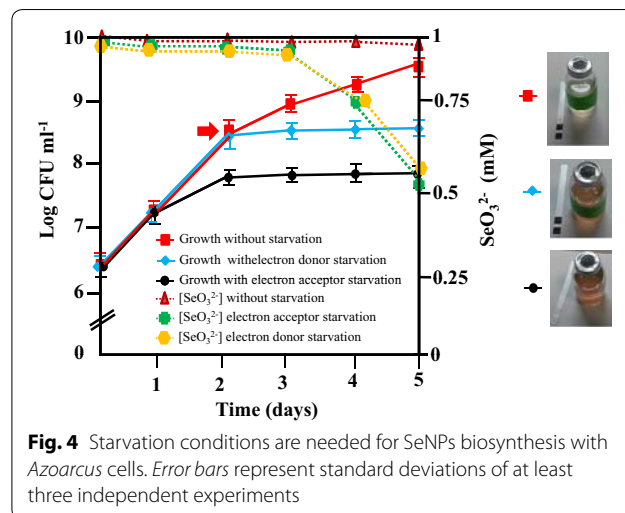 10
9
8
7
6
0
Log CFU ml⁻¹
1
0.75
0.5
0.25
0
SeO₃²⁻ (mM)
Growth without starvation
Growth withelectron donor starvation
Growth with electron acceptor starvation
[SeO₃²⁻] without starvation
[SeO₃²⁻] electron acceptor starvation
[SeO₃²⁻] electron donor starvation
1 2 3 4 5
Time (days)
Fig. 4 Starvation conditions are needed for SeNPs biosynthesis with
Azoarcus cells. Error bars represent standard deviations of at least
three independent experiments